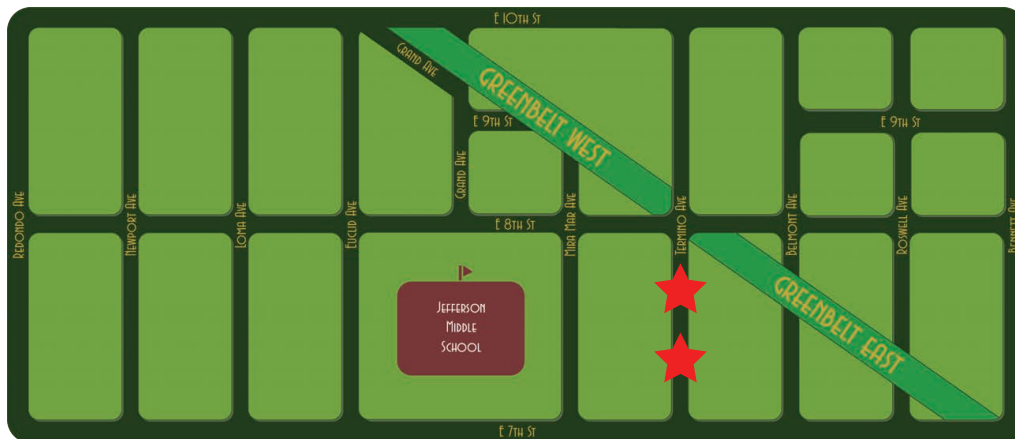 E 10TH ST
GRAND AVE
GREENBELT WEST
E 9TH ST
E 9TH ST
GRAND AVE
REDONDO AVE
NEWPORT AVE
LOMA AVE
EUCLID AVE
E 8TH ST
MIRA MAR AVE
TERMINO AVE
BELMONT AVE
ROSWELL AVE
BENNETT AVE
GREENBELT EAST
JEFFERSON
MIDDLE
SCHOOL
E 7TH ST